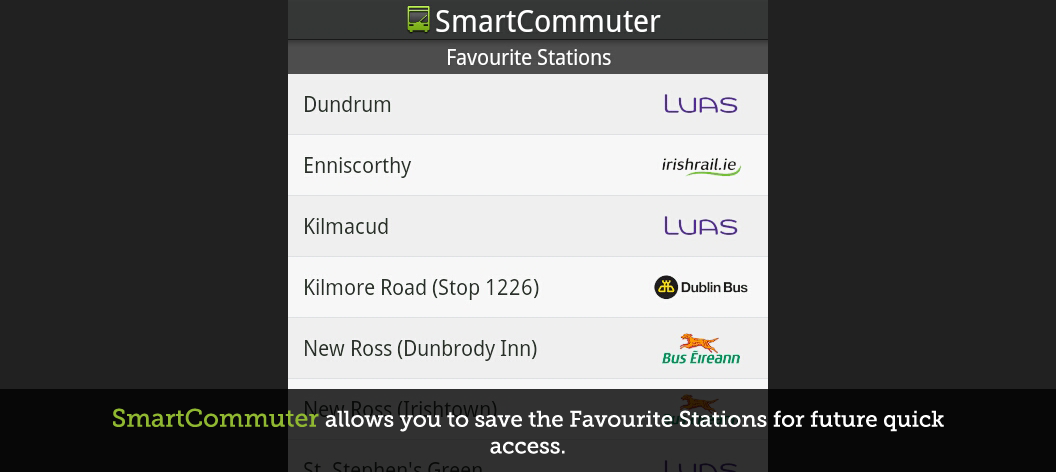 SmartCommuter
Favourite Stations
Dundrum LUAS
Enniscorthy irishrail.ie
Kilmacud LUAS
Kilmore Road (Stop 1226) Dublin Bus
New Ross (Dunbrody Inn) Bus Éireann
New Ross (Irishtown)
SmartCommuter allows you to save the Favourite Stations for future quick
access.
St. Stephen's Green LUAS